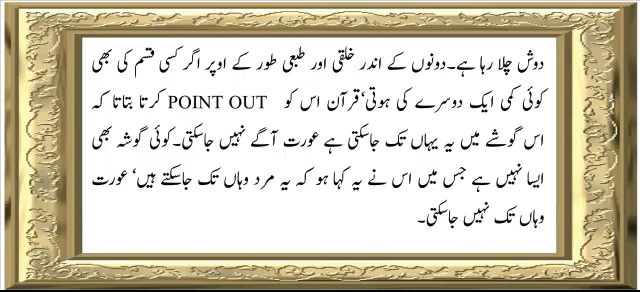 دوش چلا رہا ہے۔دونوں کے اندر خلقی اور طبعی طور کے اوپر اگر کسی قسم کی بھی
کوئی کمی ایک دوسرے کی ہوتی‘قرآن اس کو POINT OUT کرتا بتاتا کہ
اس گوشے میں یہ یہاں تک جاسکتی ہے عورت آگے نہیں جاسکتی۔کوئی گوشہ بھی
ایسا نہیں ہے جس میں اس نے یہ کہا ہو کہ یہ مرد وہاں تک جاسکتے ہیں‘ عورت
وہاں تک نہیں جاسکتی۔